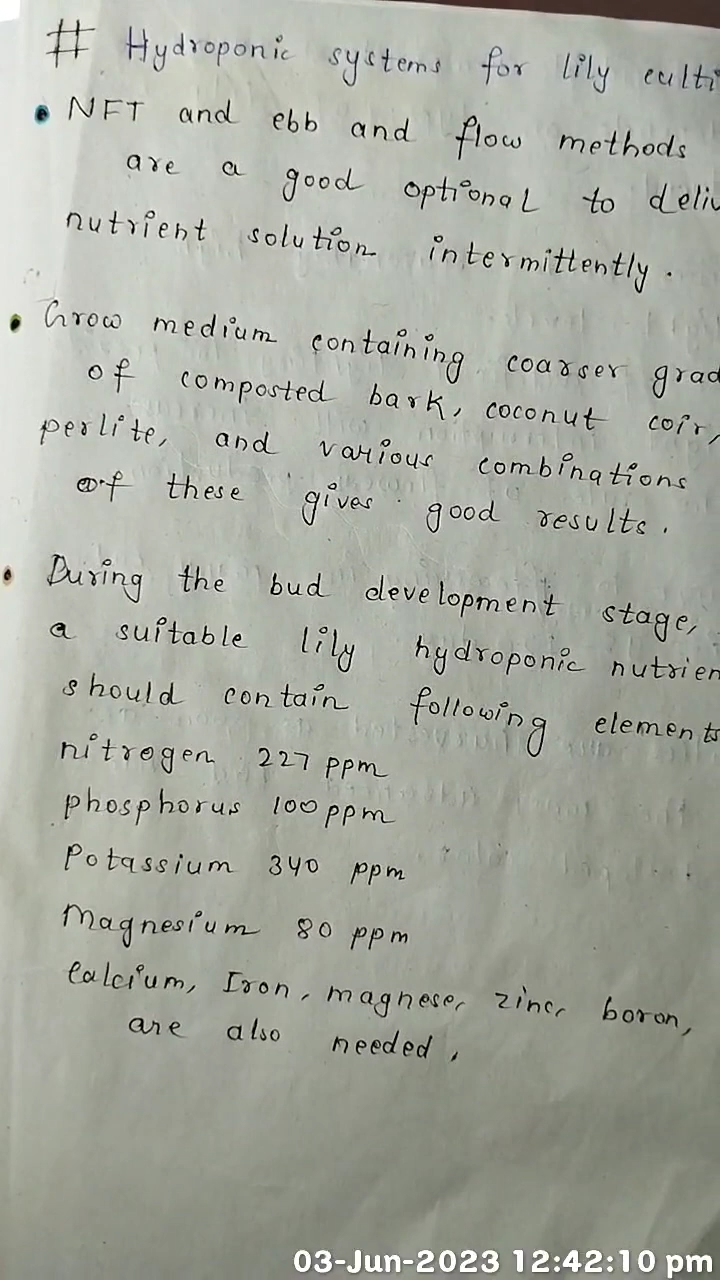 # Hydroponic systems for lily culti
• NFT and ebb and flow methods
are a good optional to deliv
nutrient solution intermittently.
• Grow medium containing coarser grad
of composted bark, coconut coir,
perlite, and various combinations
of these gives good results.
• During the bud development stage,
a suitable lily hydroponic nutrien
should contain following elements
nitrogen 227 ppm
phosphorus 100 ppm
Potassium 340 ppm
Magnesium 80 ppm
Calcium, Iron, magnese, zinc, boron,
are also needed,
03-Jun-2023 12:42:10 pm